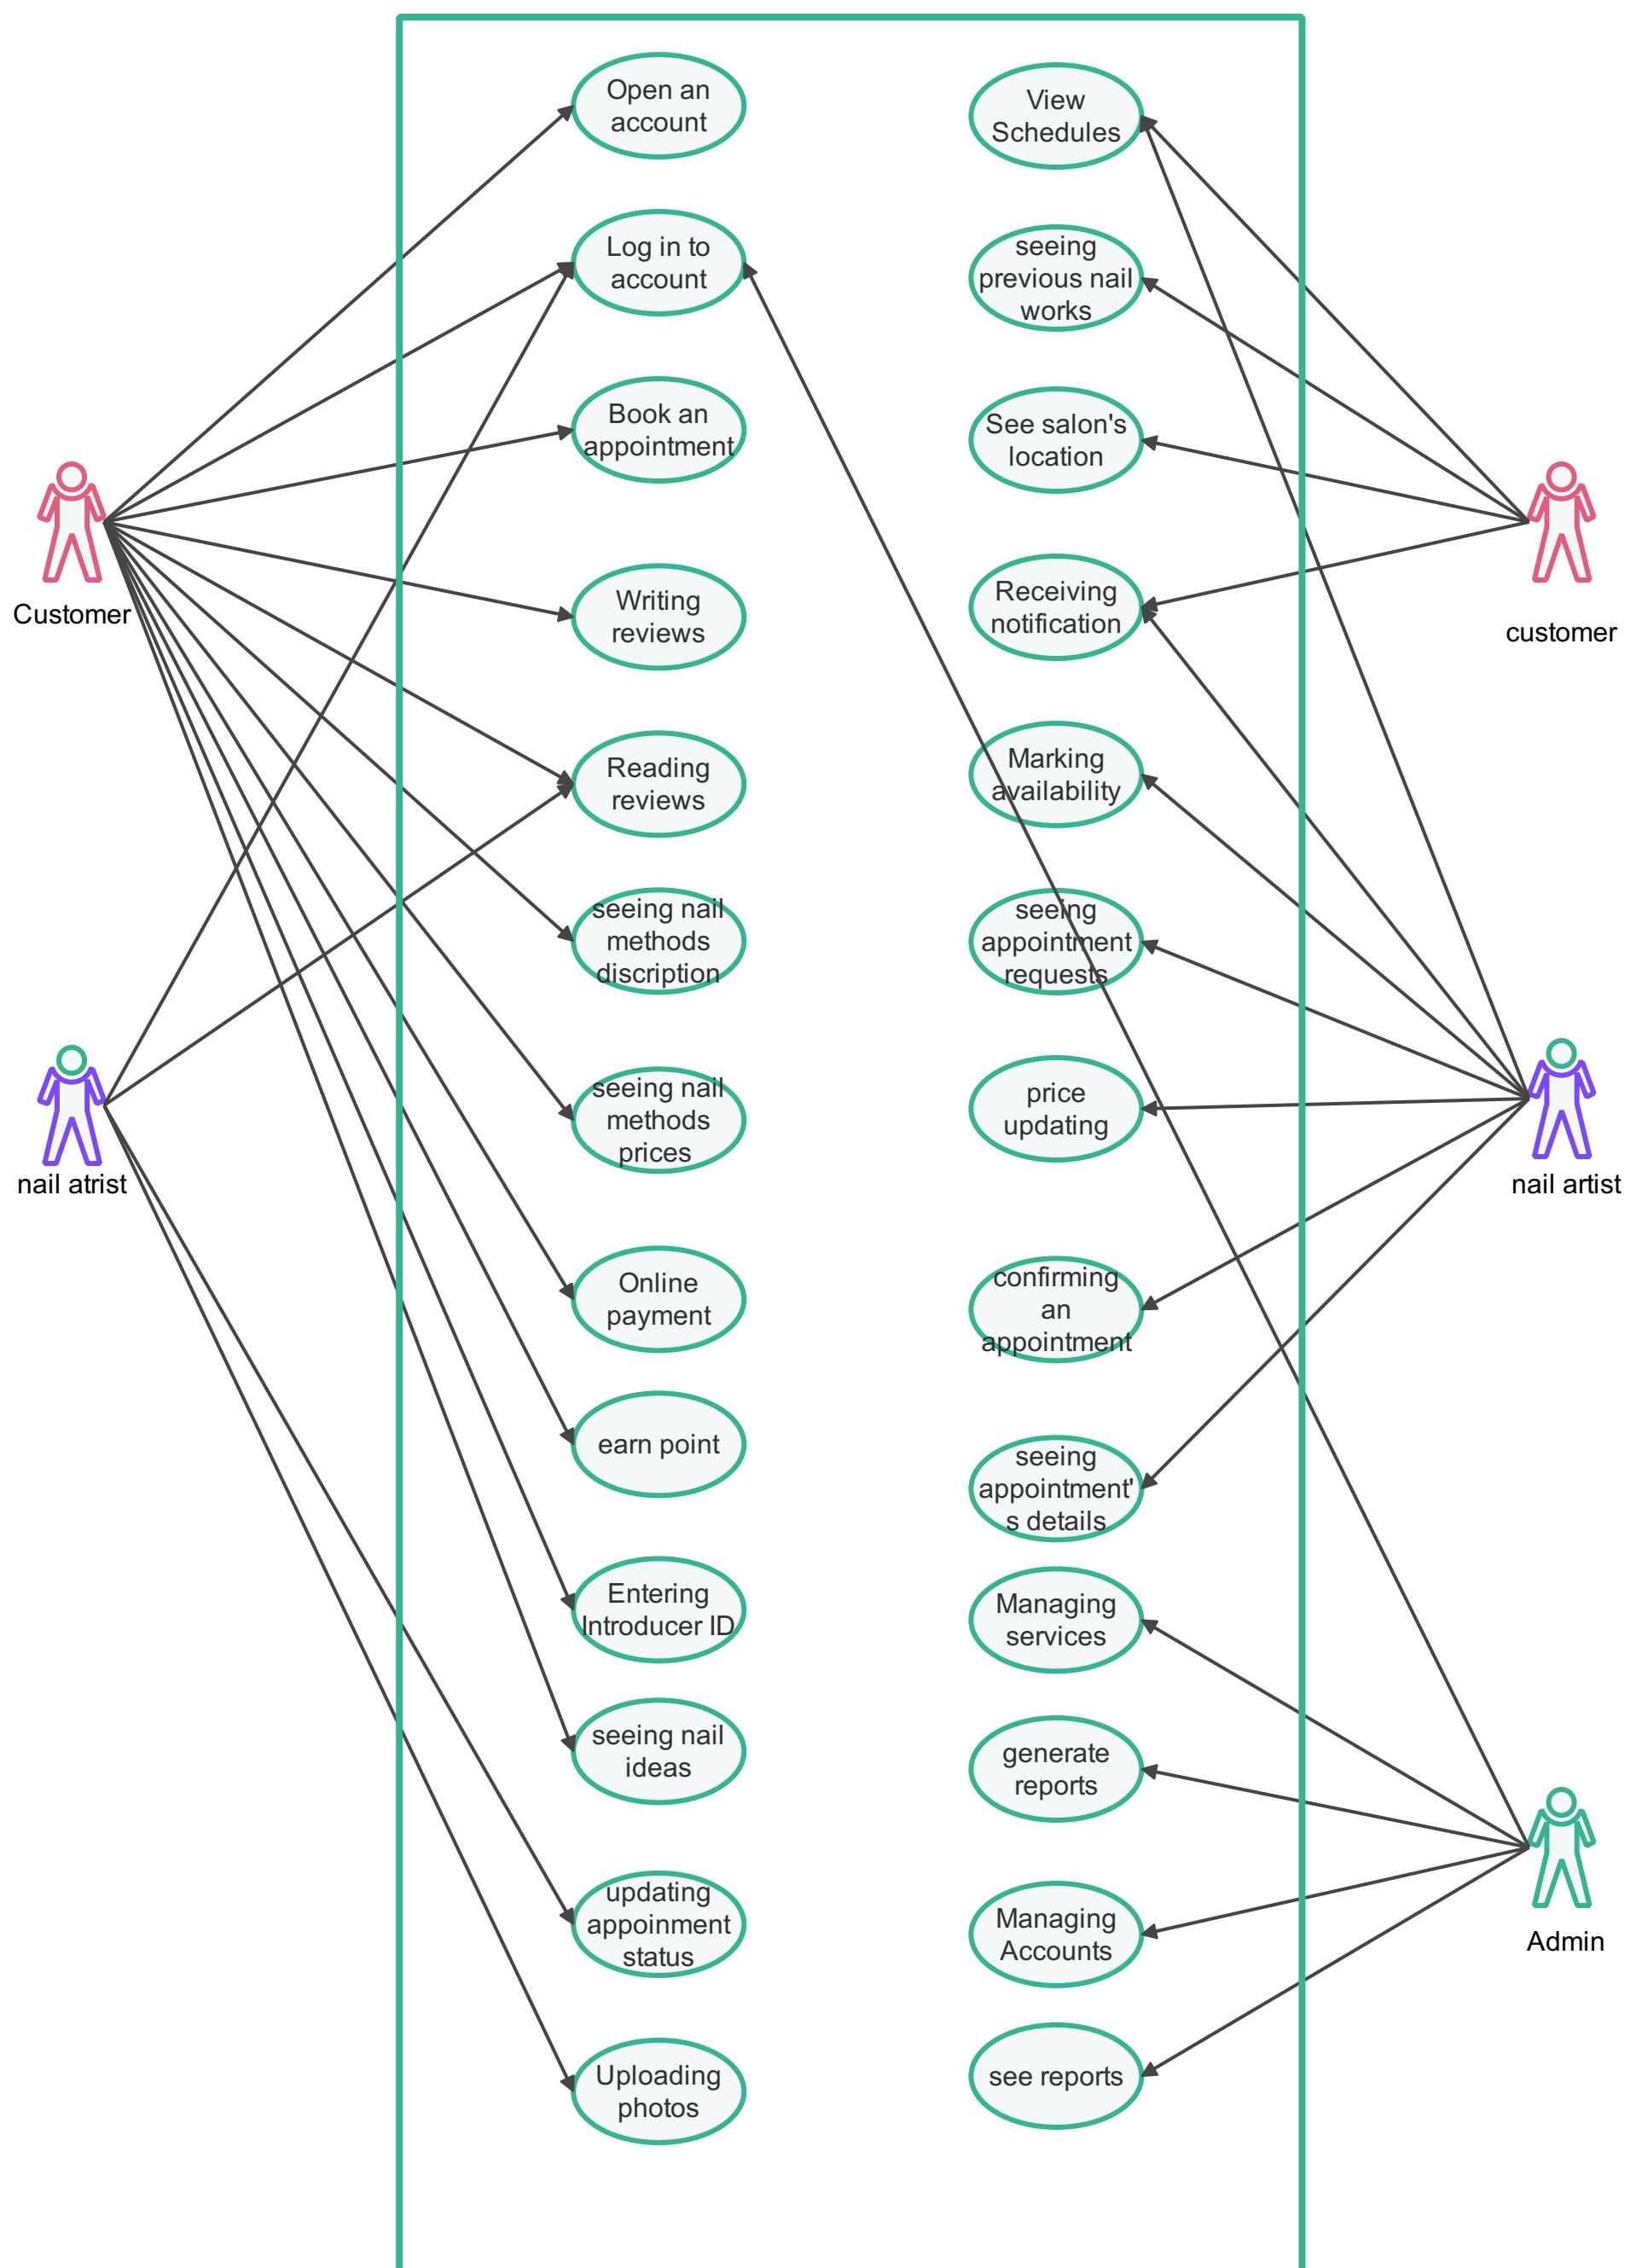 Open an
account
Log in to
account
Book an
appointment
Writing
reviews
Reading
reviews
seeing nail
methods
discription
seeing nail
methods
prices
Online
payment
earn point
Entering
Introducer ID
seeing nail
ideas
updating
appoinment
status
Uploading
photos
View
Schedules
seeing
previous nail
works
See salon's
location
Receiving
notification
Marking
availability
seeing
appointment
requests
price
updating
confirming
an
appointment
seeing
appointment'
s details
Managing
services
generate
reports
Managing
Accounts
see reports
Customer
nail atrist
customer
nail artist
Admin